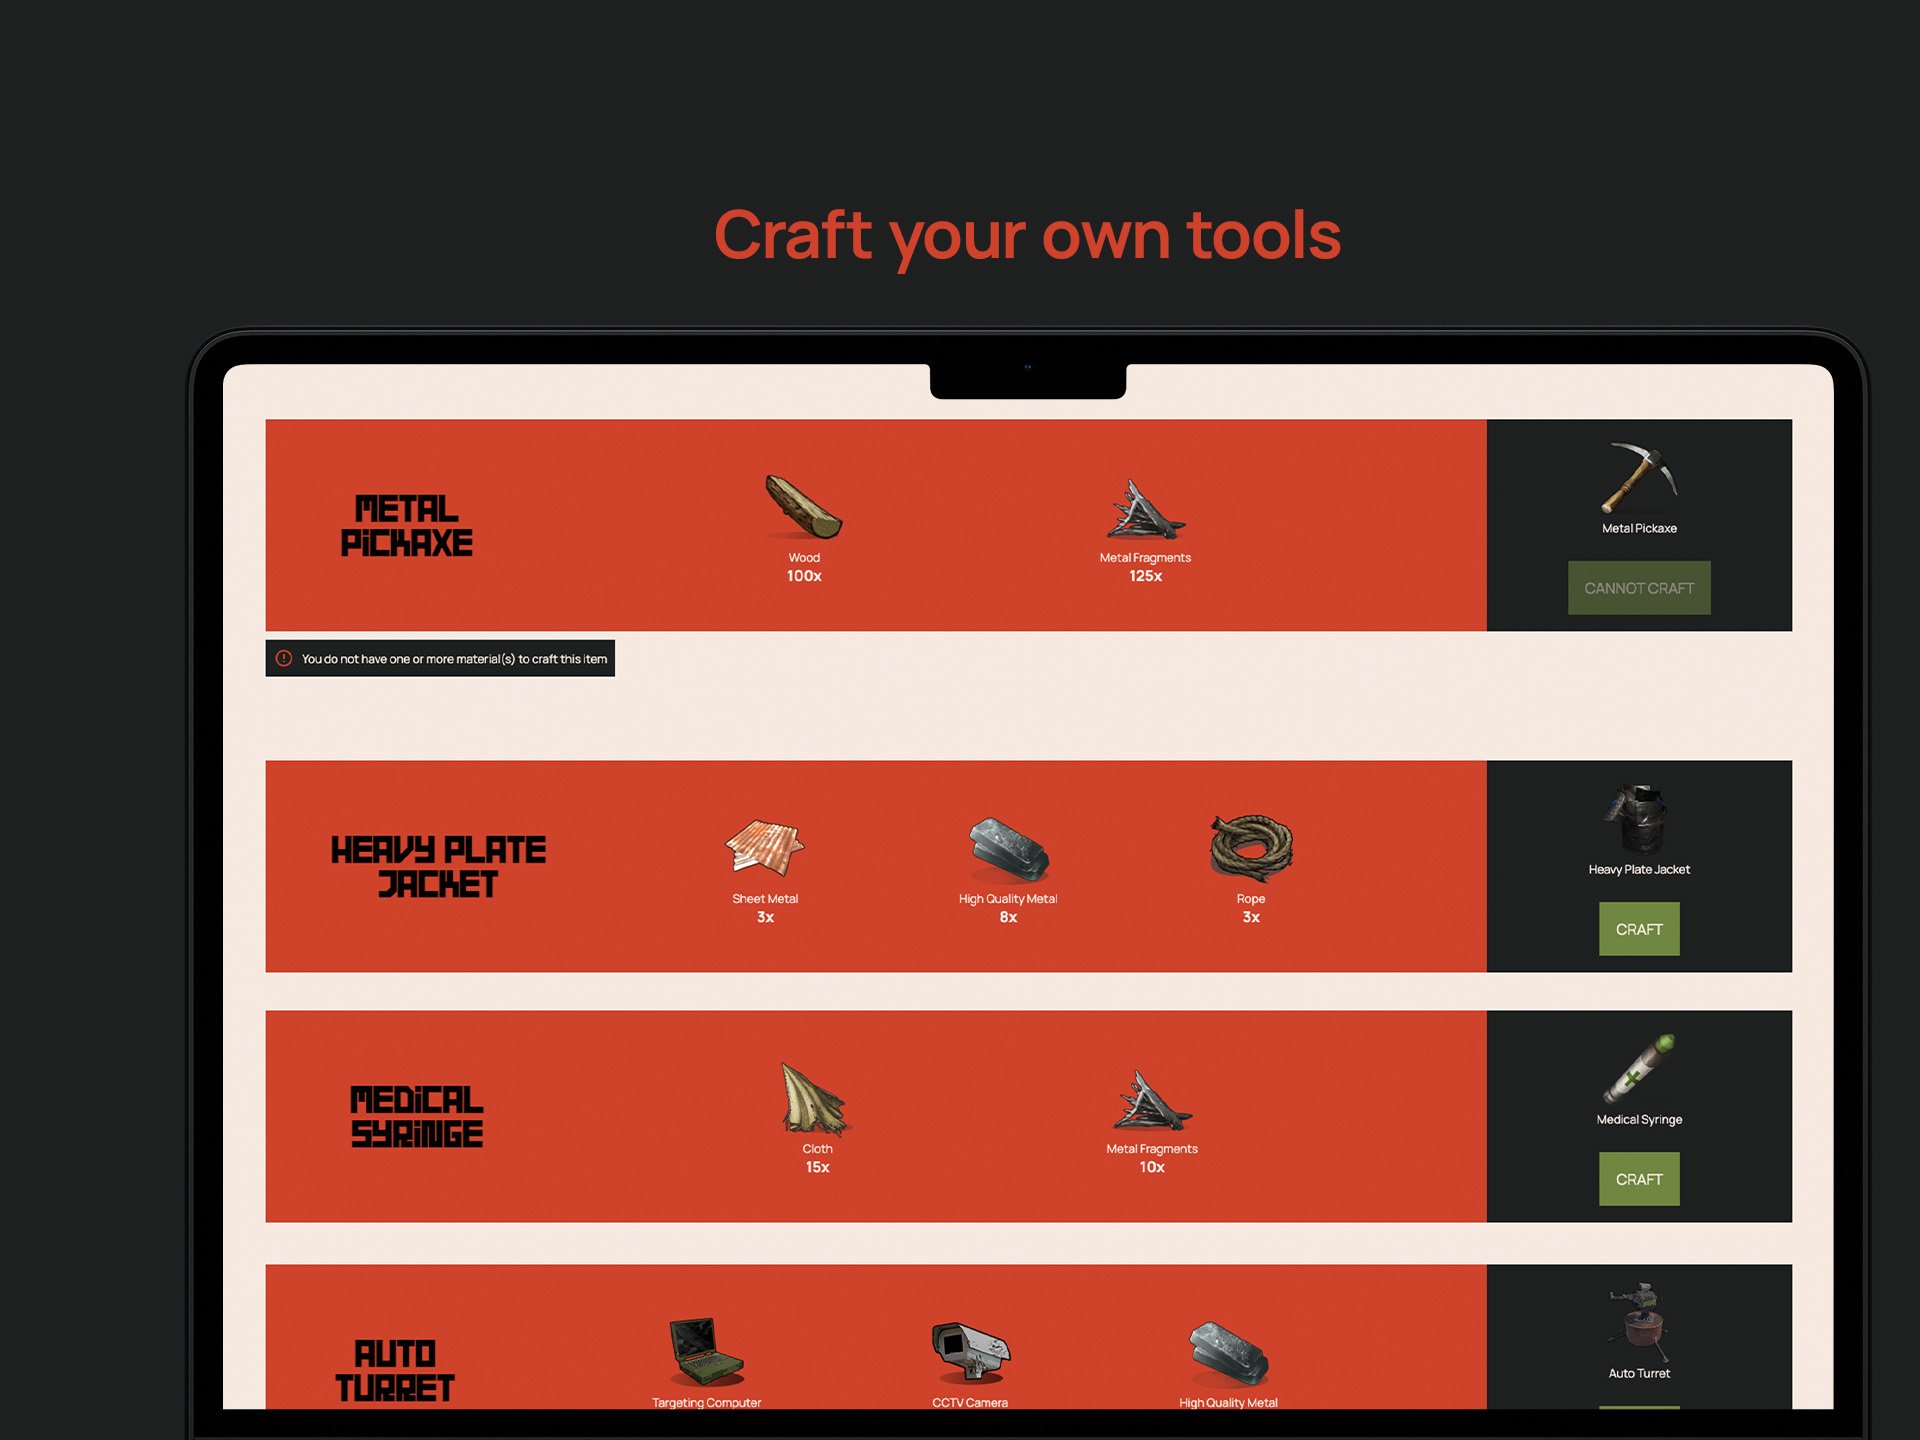 Craft your own tools
METAL
PiCKAXE
Wood
100x
Metal Fragments
125x
Metal Pickaxe
CANNOT CRAFT
You do not have one or more material(s) to craft this item
HEAVY PLATE
JACKET
Sheet Metal
3x
High Quality Metal
8x
Rope
3x
Heavy Plate Jacket
CRAFT
MEDiCAL
SYRiNGE
Cloth
15x
Metal Fragments
10x
Medical Syringe
CRAFT
AUTO
TURRET
Targeting Computer
CCTV Camera
High Quality Metal
Auto Turret